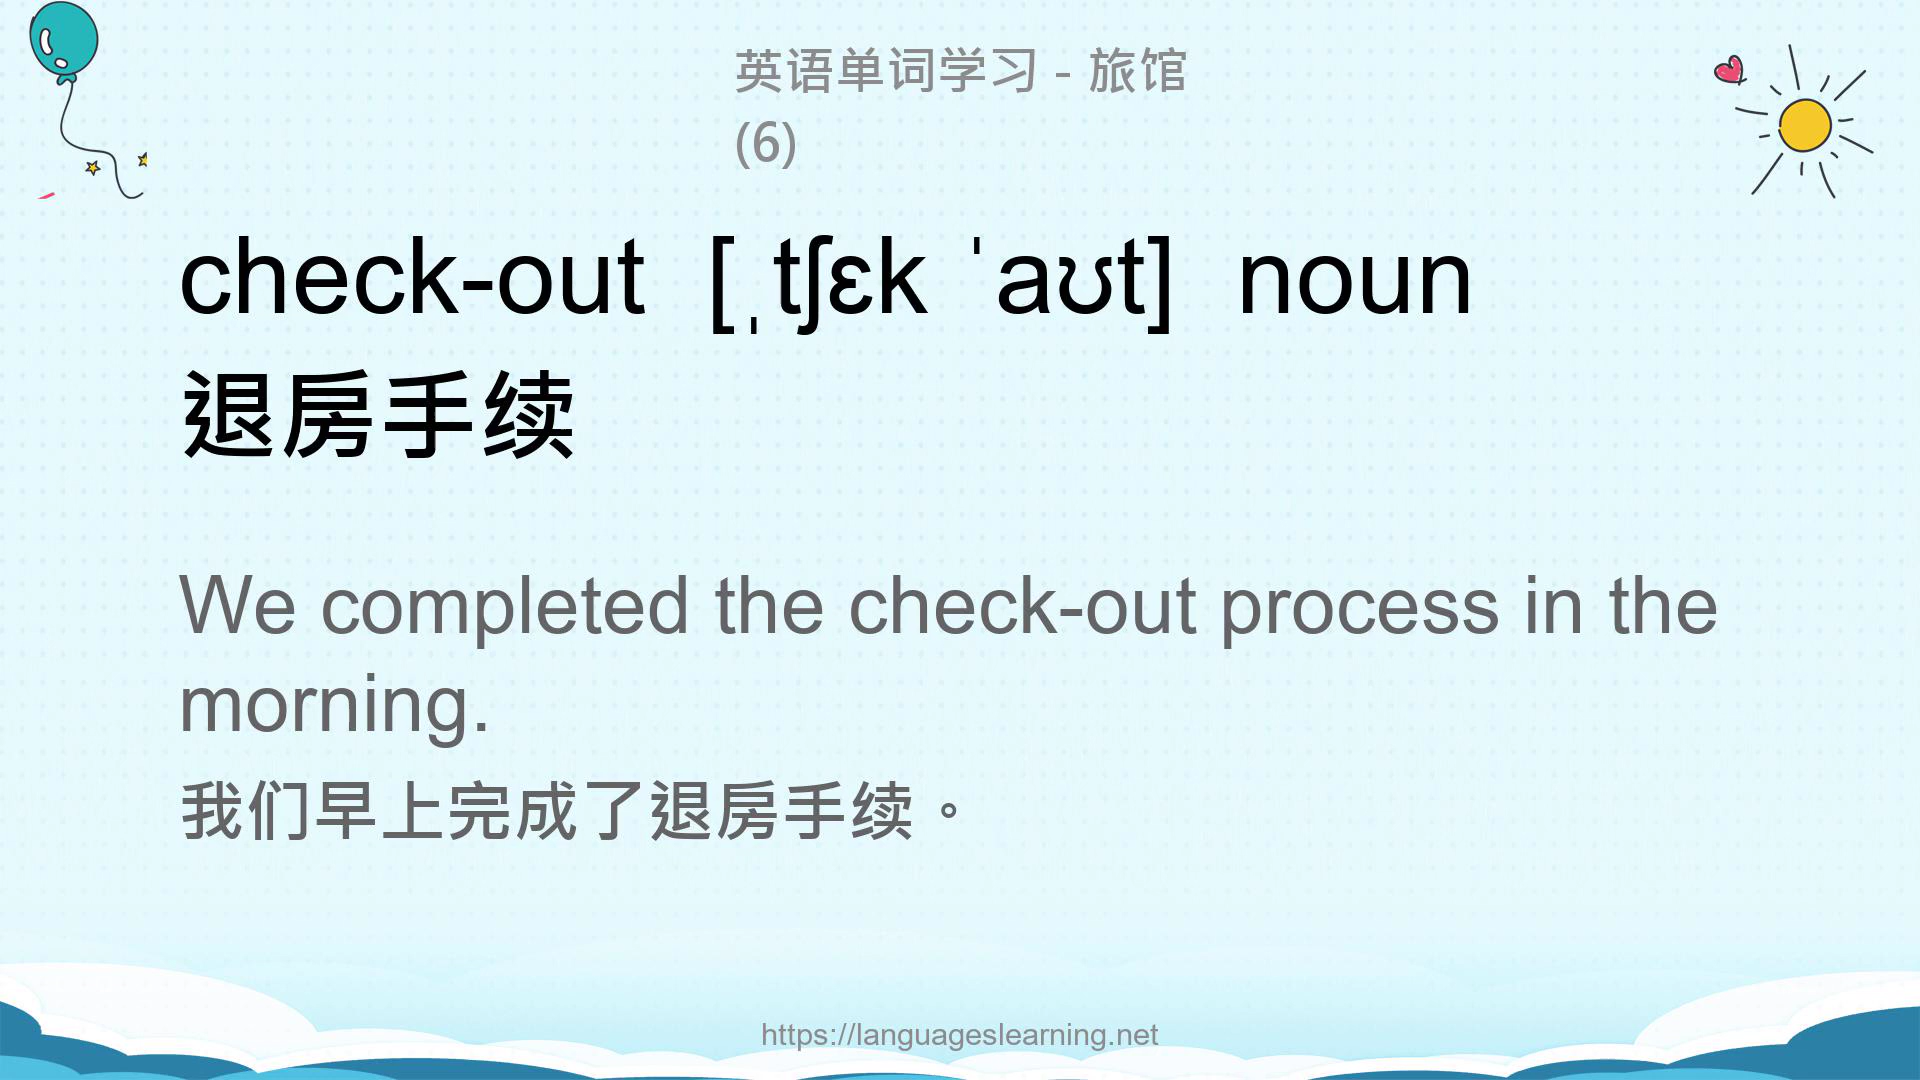 英语单词学习 - 旅馆
(6)
check-out [ˌtʃɛk ˈaʊt] noun
退房手续
We completed the check-out process in the
morning.
我们早上完成了退房手续。
https://languageslearning.net